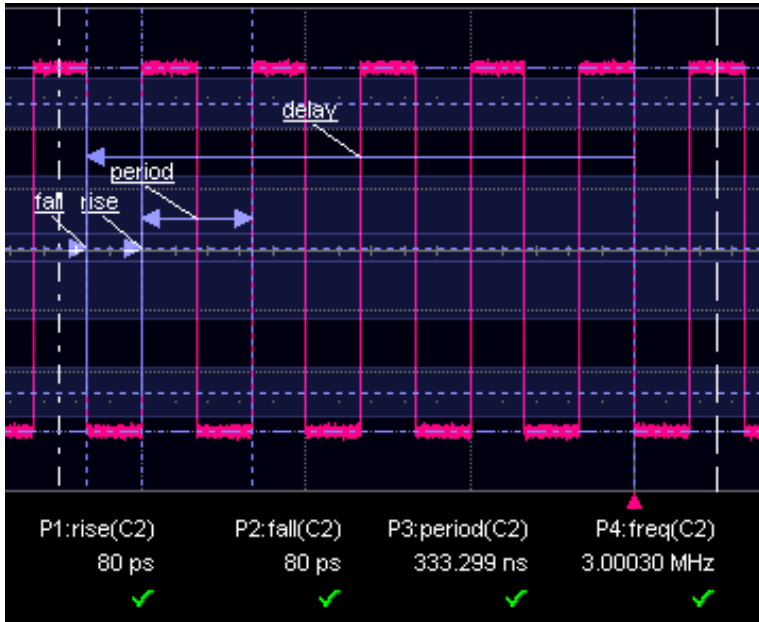 delay
period
fall rise
P1:rise(C2) P2:fall(C2) P3:period(C2) P4:freq(C2)
80 ps 80 ps 333.299 ns 3.00030 MHz